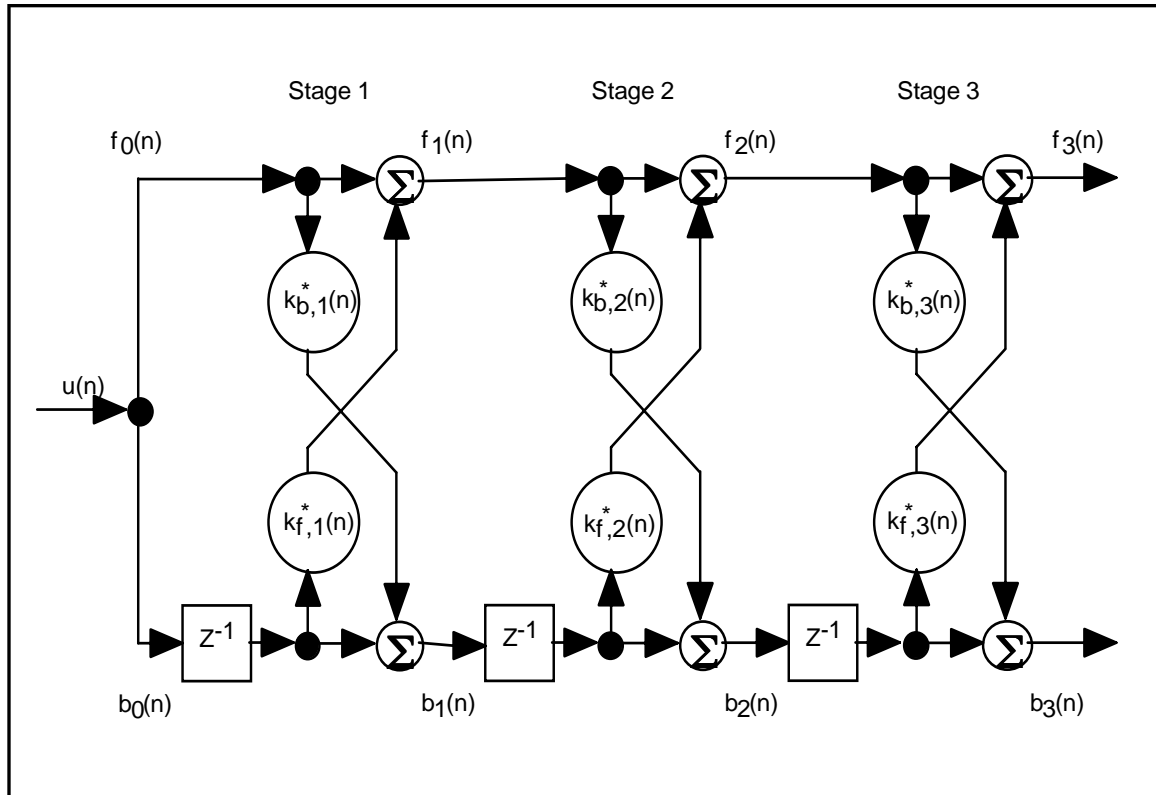 Stage 1 Stage 2 Stage 3
f0(n) f1(n) f2(n) f3(n)
Σ Σ Σ
k*b,1(n) k*b,2(n) k*b,3(n)
u(n)
k*f,1(n) k*f,2(n) k*f,3(n)
Z-1 Σ Z-1 Σ Z-1 Σ
b0(n) b1(n) b2(n) b3(n)